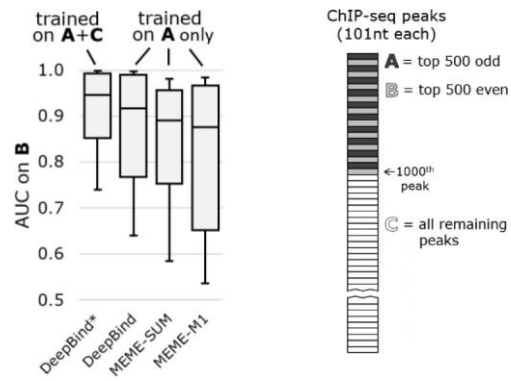 trained
on A+C
trained
on A only
1.0
0.9
0.8
0.7
0.6
0.5
AUC on B
DeepBind*
DeepBind
MEME-SUM
MEME-M1
ChIP-seq peaks
(101nt each)
A = top 500 odd
B = top 500 even
←1000th
peak
C = all remaining
peaks